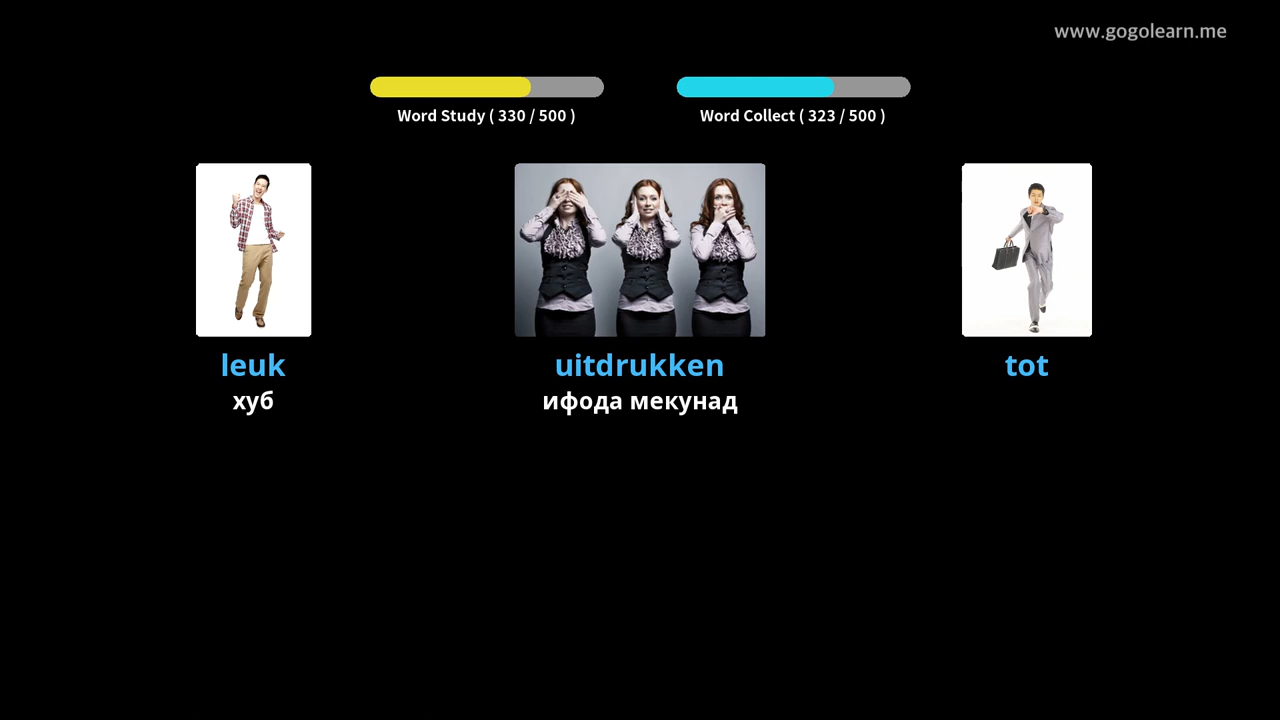 www.gogolearn.me
Word Study ( 330 / 500 )
Word Collect ( 323 / 500 )
leuk
хуб
uitdrukken
ифода мекунад
tot